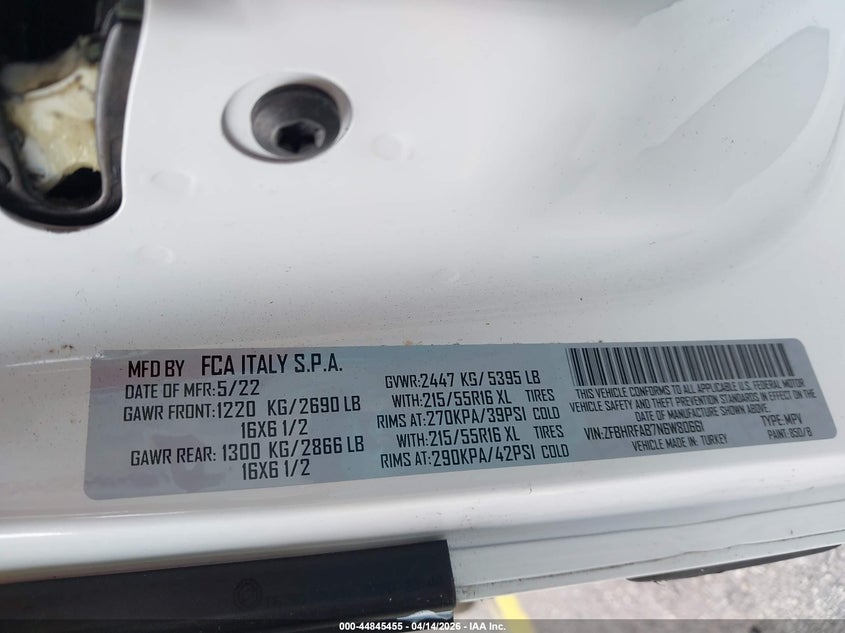 MFD BY FCA ITALY S.P.A.
DATE OF MFR: 5/22
GAWR FRONT: 1220 KG/2690 LB
16X6 1/2
GAWR REAR: 1300 KG/2866 LB
16X6 1/2
GVWR: 2447 KG/5395 LB
WITH: 215/55R16 XL TIRES
RIMS AT: 270KPA/39PSI COLD
WITH: 215/55R16 XL TIRES
RIMS AT: 290KPA/42PSI COLD
THIS VEHICLE CONFORMS TO ALL APPLICABLE U.S. FEDERAL MOTOR
VEHICLE SAFETY AND THEFT PREVENTION STANDARDS IN EFFECT ON
THE DATE OF MANUFACTURE SHOWN ABOVE
VIN: ZFBHRFAB7N6W80661 TYPE: MPV
VEHICLE MADE IN: TURKEY PAINT: 850/B
000-44845455 - 04/14/2026 - IAA Inc.